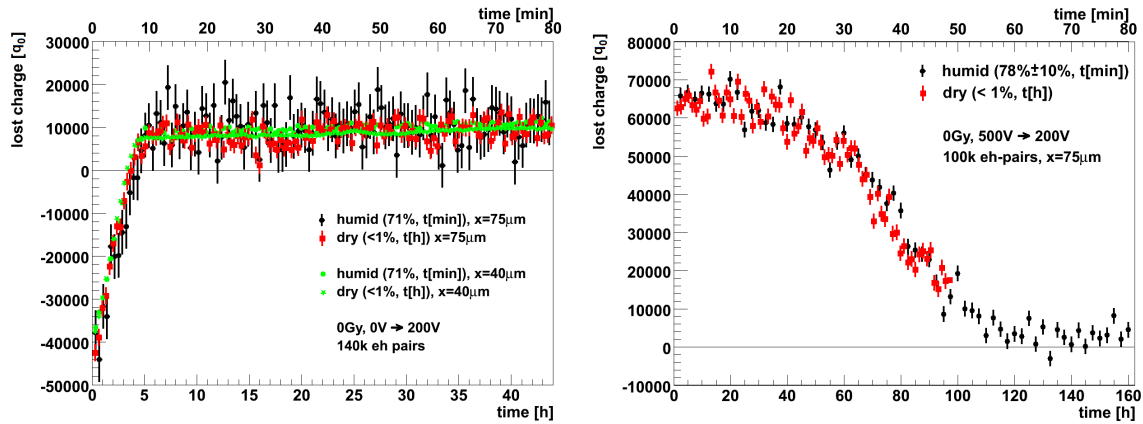 time [min]
0 10 20 30 40 50 60 70 80
lost charge [q0]
30000
20000
10000
0
-10000
-20000
-30000
-40000
-50000
humid (71%, t[min]), x=75μm
dry (<1%, t[h]) x=75μm
humid (71%, t[min]), x=40μm
dry (<1%, t[h]), x=40μm
0Gy, 0V → 200V
140k eh pairs
0 5 10 15 20 25 30 35 40
time [h]
time [min]
0 10 20 30 40 50 60 70 80
lost charge [q0]
80000
70000
60000
50000
40000
30000
20000
10000
0
-10000
humid (78%±10%, t[min])
dry (< 1%, t[h])
0Gy, 500V → 200V
100k eh-pairs, x=75μm
0 20 40 60 80 100 120 140 160
time [h]